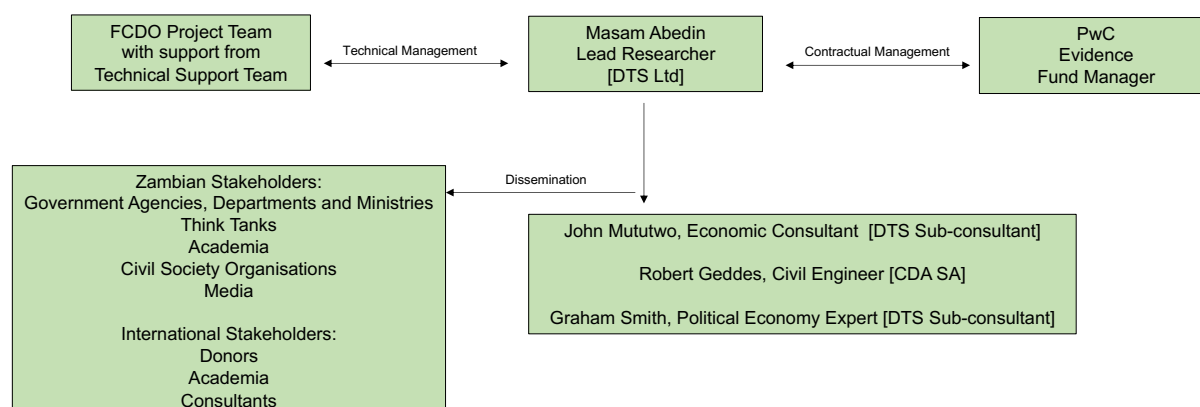 FCDO Project Team
with support from
Technical Support Team
Technical Management
Masam Abedin
Lead Researcher
[DTS Ltd]
Contractual Management
PwC
Evidence
Fund Manager
Zambian Stakeholders:
Government Agencies, Departments and Ministries
Think Tanks
Academia
Civil Society Organisations
Media
International Stakeholders:
Donors
Academia
Consultants
Dissemination
John Mututwo, Economic Consultant [DTS Sub-consultant]
Robert Geddes, Civil Engineer [CDA SA]
Graham Smith, Political Economy Expert [DTS Sub-consultant]